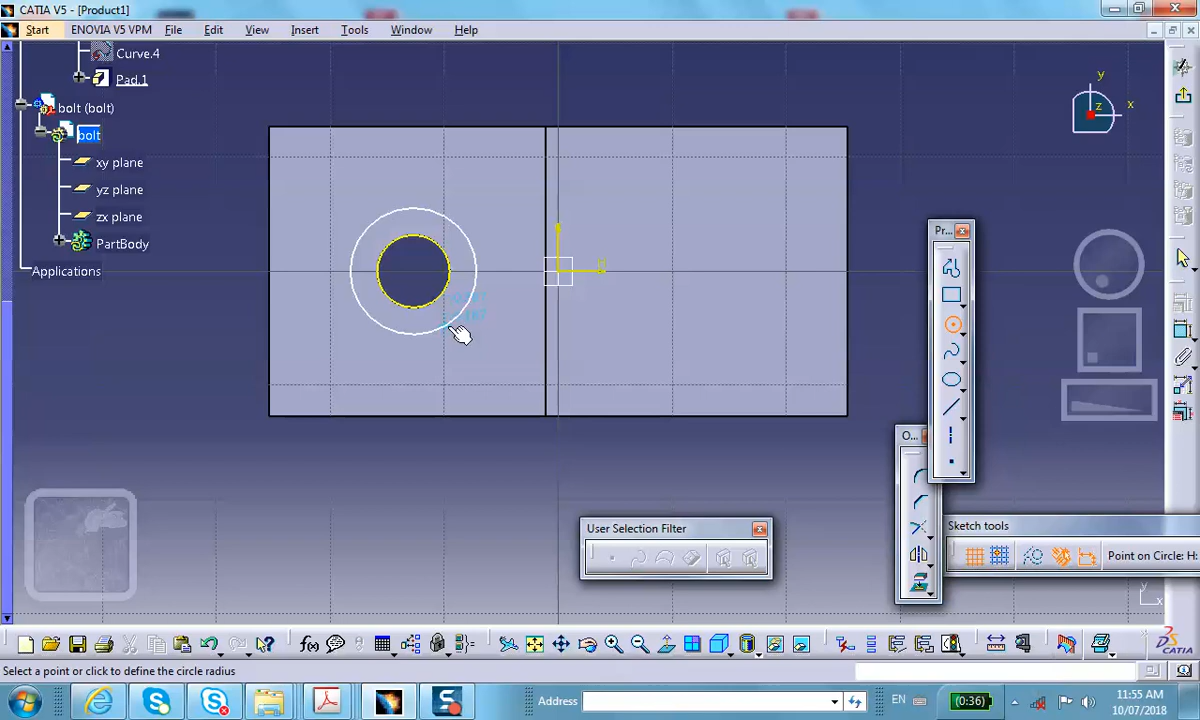 CATIA V5 - [Product1]
Start ENOVIA V5 VPM File Edit View Insert Tools Window Help
Curve.4
Pad.1
bolt (bolt)
bolt
xy plane
yz plane
zx plane
PartBody
Applications
y
x
z
Pr...
O...
H
User Selection Filter
Sketch tools
Point on Circle: H:
y
x
f(x)
CATIA
Select a point or click to define the circle radius
Address
EN
(0:36)
11:55 AM
10/07/2018